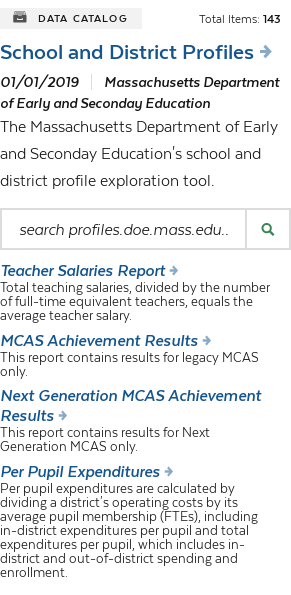 DATA CATALOG
Total Items: 143
School and District Profiles
01/01/2019 Massachusetts Department
of Early and Seconday Education
The Massachusetts Department of Early
and Seconday Education's school and
district profile exploration tool.
search profiles.doe.mass.edu..
Teacher Salaries Report
Total teaching salaries, divided by the number
of full-time equivalent teachers, equals the
average teacher salary.
MCAS Achievement Results
This report contains results for legacy MCAS
only.
Next Generation MCAS Achievement
Results
This report contains results for Next
Generation MCAS only.
Per Pupil Expenditures
Per pupil expenditures are calculated by
dividing a district's operating costs by its
average pupil membership (FTEs), including
in-district expenditures per pupil and total
expenditures per pupil, which includes in-
district and out-of-district spending and
enrollment.